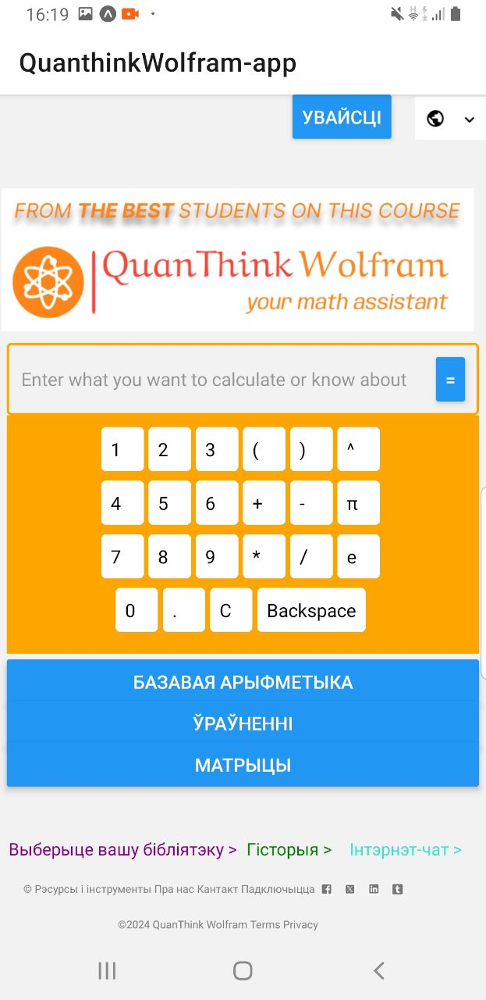 16:19
QuanthinkWolfram-app
УВАЙСЦІ
FROM THE BEST STUDENTS ON THIS COURSE
QuanThink Wolfram
your math assistant
Enter what you want to calculate or know about =
1 2 3 ( ) ^
4 5 6 + - π
7 8 9 * / e
0 . C Backspace
БАЗАВАЯ АРЫФМЕТЫКА
ЎРАЎНЕННІ
МАТРЫЦЫ
Выберыце вашу бібліятэку > Гісторыя > Інтэрнэт-чат >
© Рэсурсы і інструменты Пра нас Кантакт Падключыцца
©2024 QuanThink Wolfram Terms Privacy